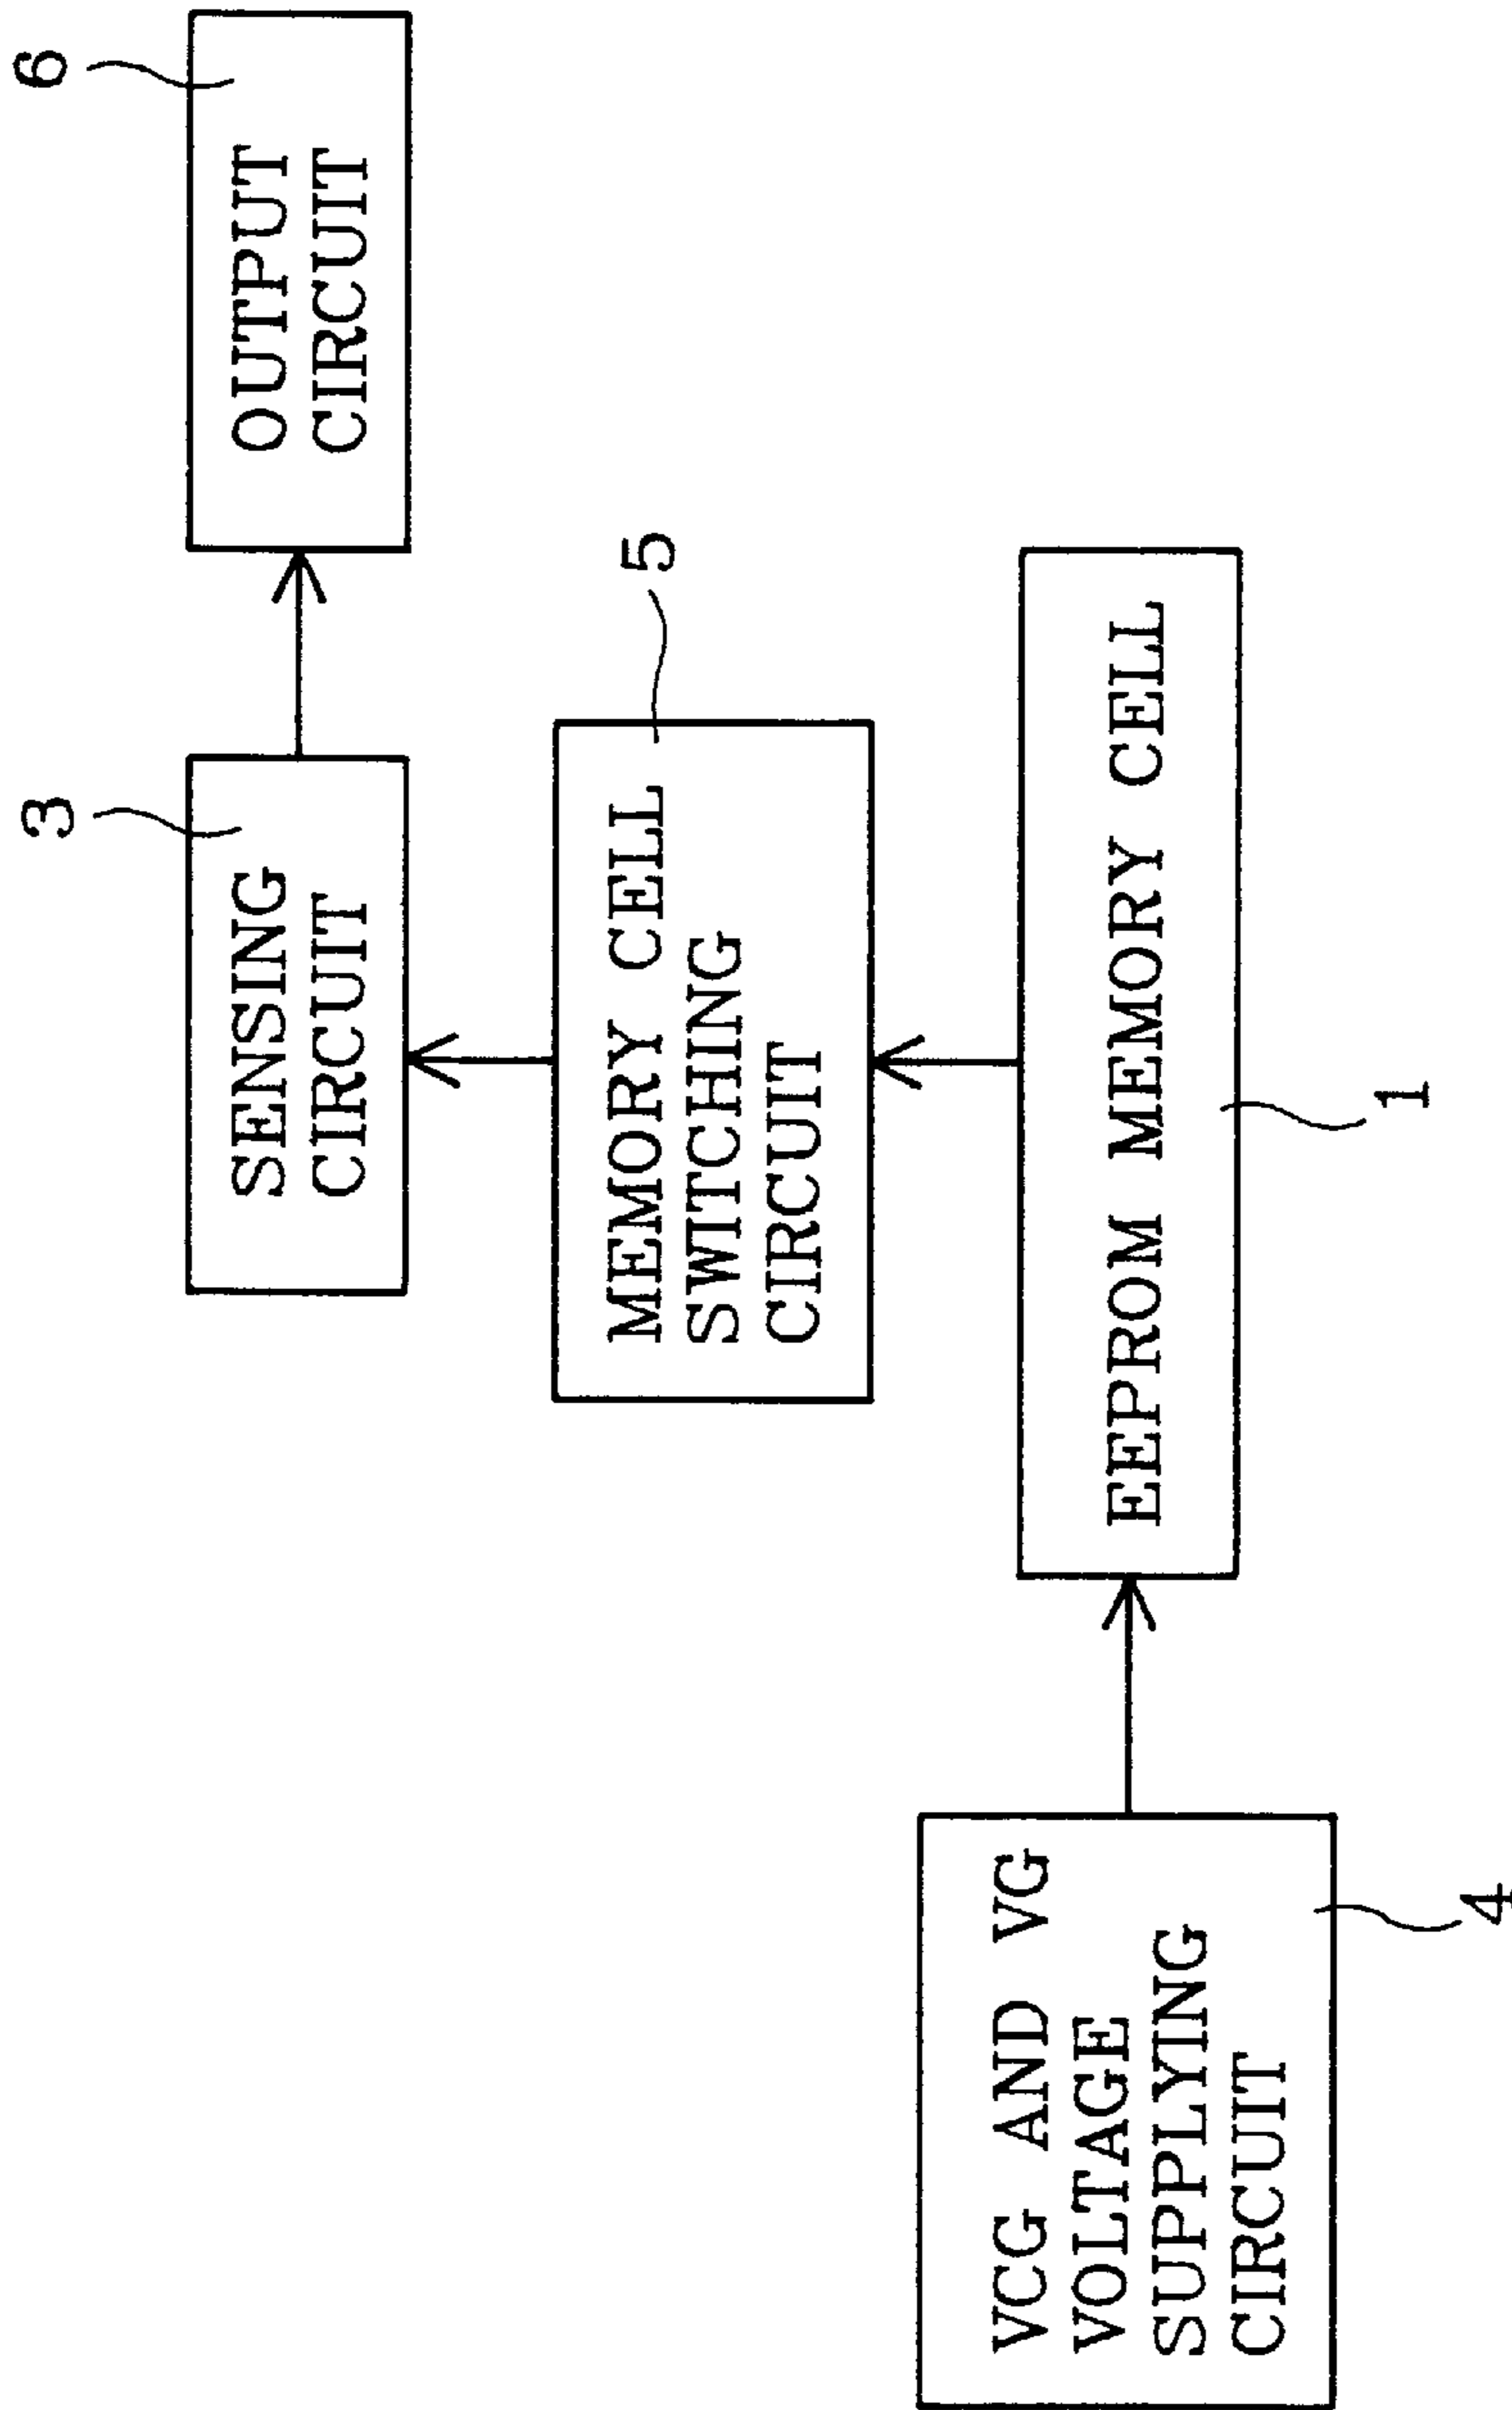 6
OUTPUT
CIRCUIT
3
SENSING
CIRCUIT
5
MEMORY CELL
SWITCHING
CIRCUIT
EEPROM MEMORY CELL
1
VCG AND VG
VOLTAGE
SUPPLYING
CIRCUIT
4